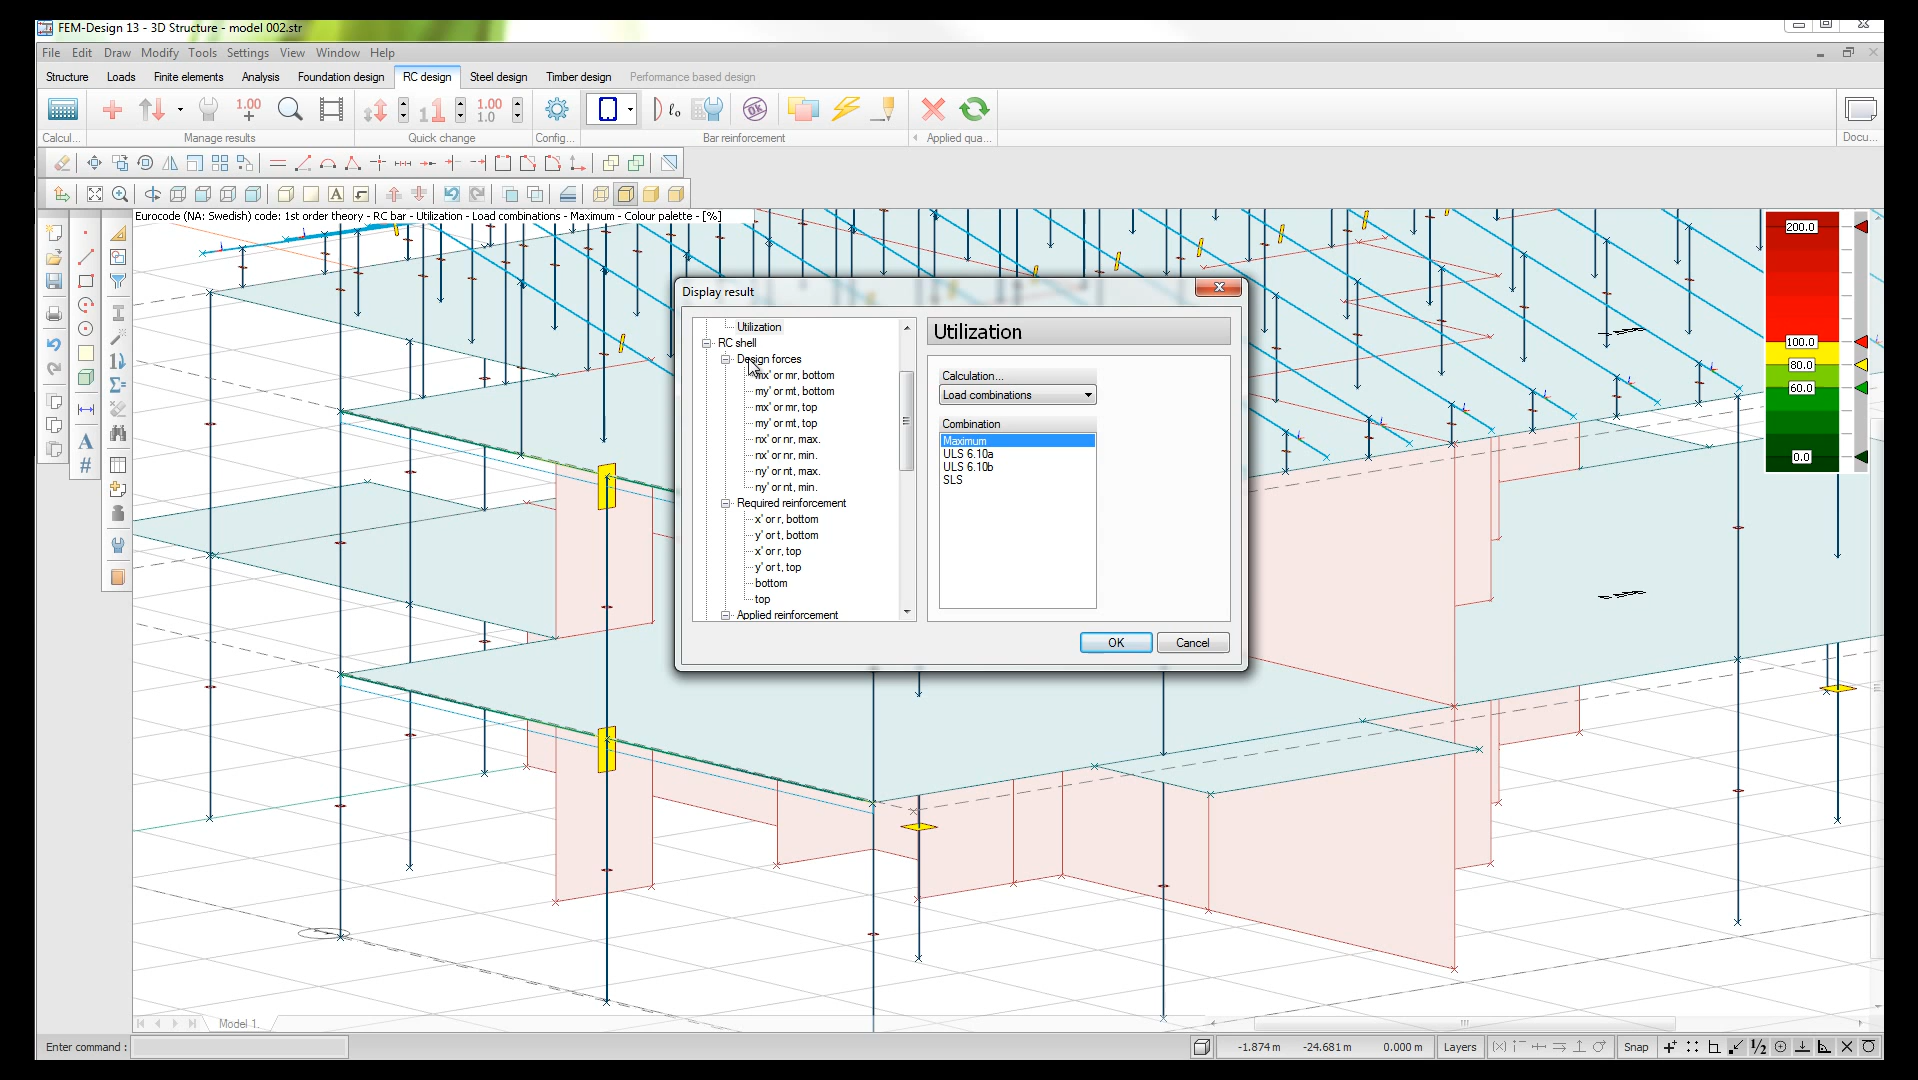 FEM-Design 13 - 3D Structure - model 002.str
File Edit Draw Modify Tools Settings View Window Help
Structure Loads Finite elements Analysis Foundation design RC design Steel design Timber design Performance based design
1.00
1.00
1.0
Calcul... Manage results Quick change Config... Bar reinforcement Applied qua... Docu...
Eurocode (NA: Swedish) code: 1st order theory - RC bar - Utilization - Load combinations - Maximum - Colour palette - [%]
200.0
100.0
80.0
60.0
0.0
Display result
Utilization
RC shell
Design forces
mx' or mr, bottom
my' or mt, bottom
mx' or mr, top
my' or mt, top
nx' or nr, max.
nx' or nr, min.
ny' or nt, max.
ny' or nt, min.
Required reinforcement
x' or r, bottom
y' or t, bottom
x' or r, top
y' or t, top
bottom
top
Applied reinforcement
Utilization
Calculation...
Load combinations
Combination
Maximum
ULS 6.10a
ULS 6.10b
SLS
OK Cancel
Model 1
Enter command :
-1.874 m -24.681 m 0.000 m Layers Snap 1/2